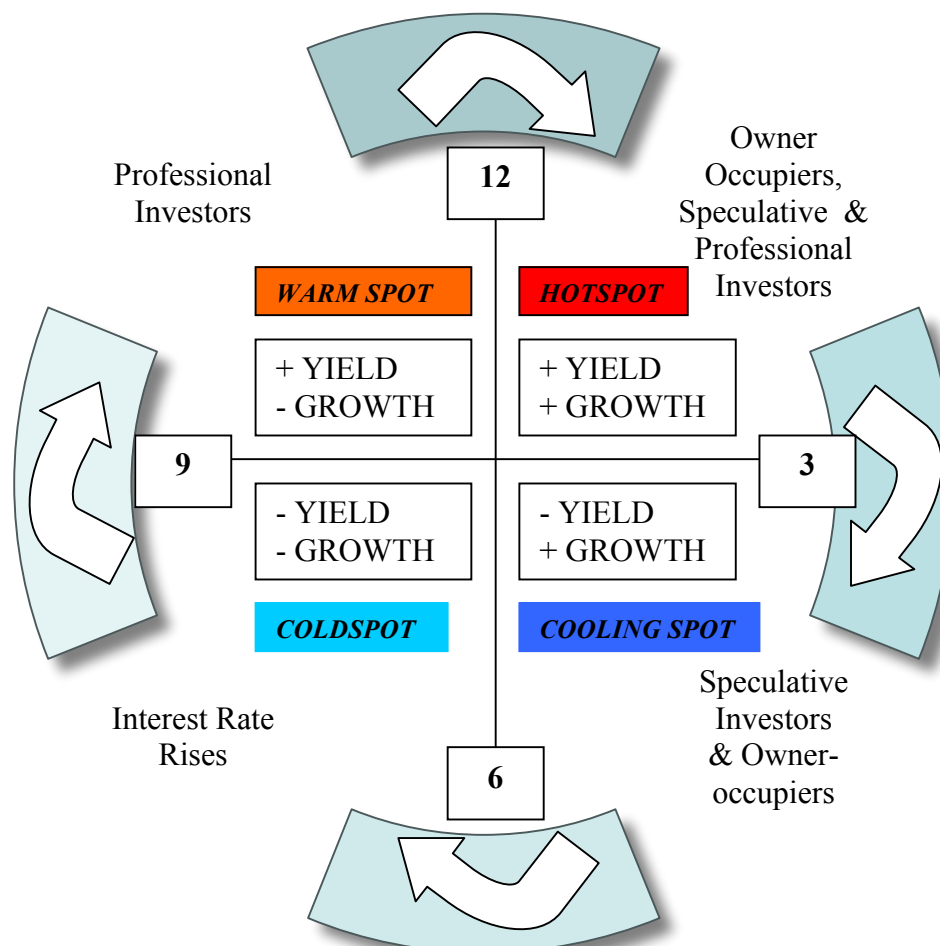 12
Professional
Investors
Owner
Occupiers,
Speculative &
Professional
Investors
WARM SPOT
HOTSPOT
+ YIELD
- GROWTH
+ YIELD
+ GROWTH
9
3
- YIELD
- GROWTH
- YIELD
+ GROWTH
COLDSPOT
COOLING SPOT
Interest Rate
Rises
Speculative
Investors
& Owner-
occupiers
6